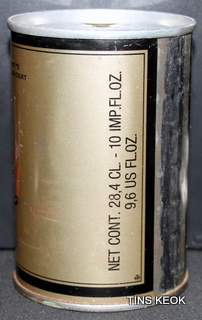 NET CONT. 28,4 CL. - 10 IMP.FL.OZ.
9,6 US FL.OZ.
TINS KEOK